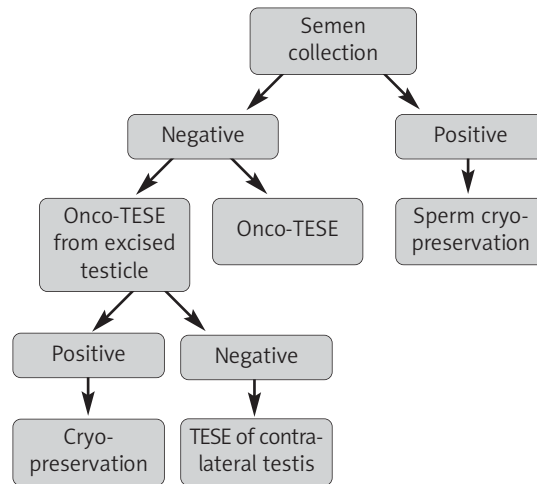 Semen
collection
Negative
Positive
Onco-TESE
from excised
testicle
Onco-TESE
Sperm cryo-
preservation
Positive
Negative
Cryo-
preservation
TESE of contra-
lateral testis